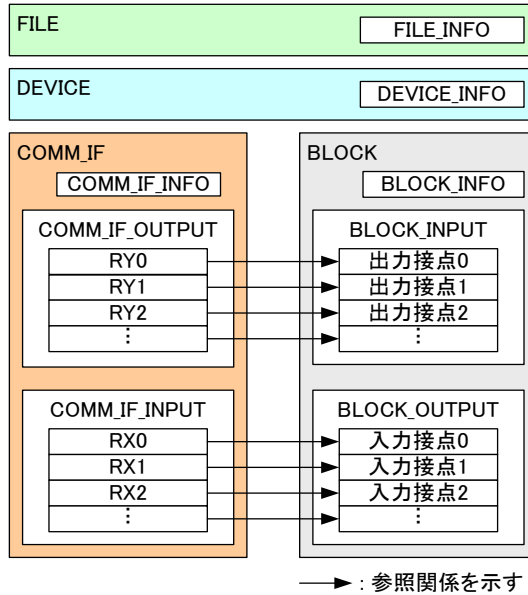 FILE
FILE_INFO
DEVICE
DEVICE_INFO
COMM_IF
COMM_IF_INFO
COMM_IF_OUTPUT
RY0
RY1
RY2
⋮
COMM_IF_INPUT
RX0
RX1
RX2
⋮
BLOCK
BLOCK_INFO
BLOCK_INPUT
出力接点0
出力接点1
出力接点2
⋮
BLOCK_OUTPUT
入力接点0
入力接点1
入力接点2
⋮
：参照関係を示す